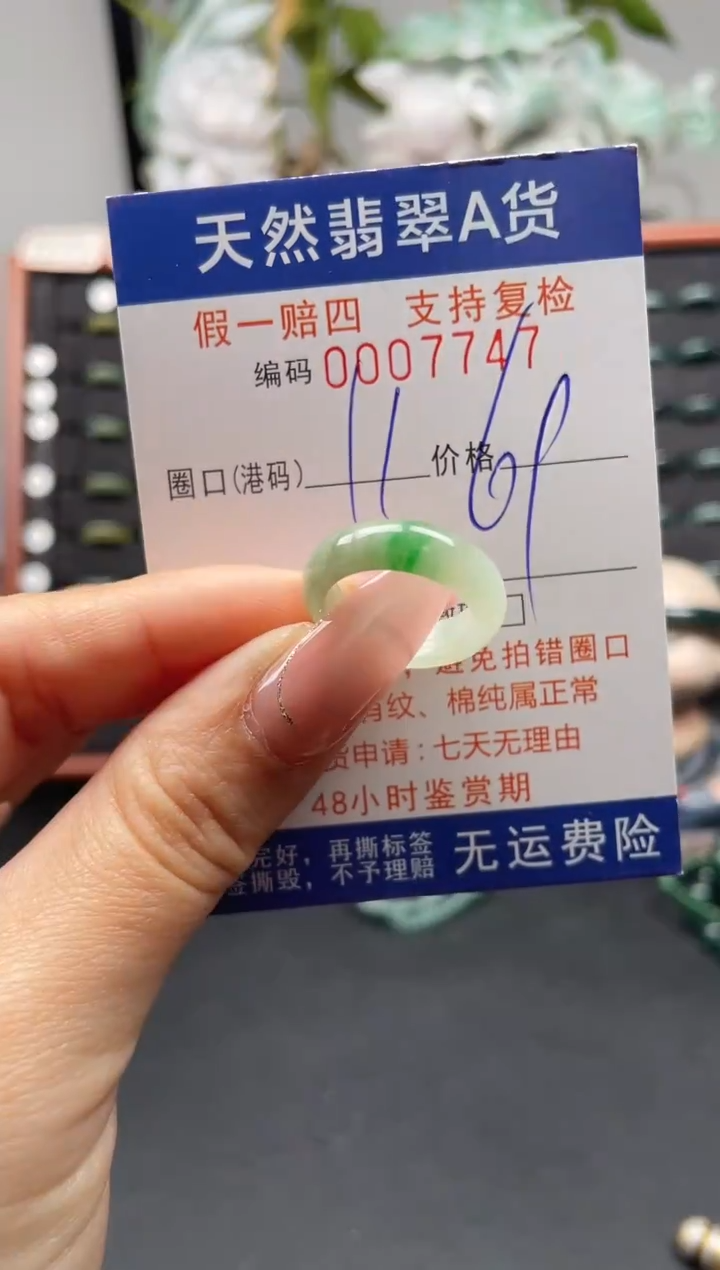 天然翡翠A货
假一赔四 支持复检
编码 0007747
圈口(港码) 11 价格 69
避免拍错圈口
纹、棉纯属正常
货申请：七天无理由
48小时鉴赏期
完好，再撕标签
签撕毁，不予理赔
无运费险